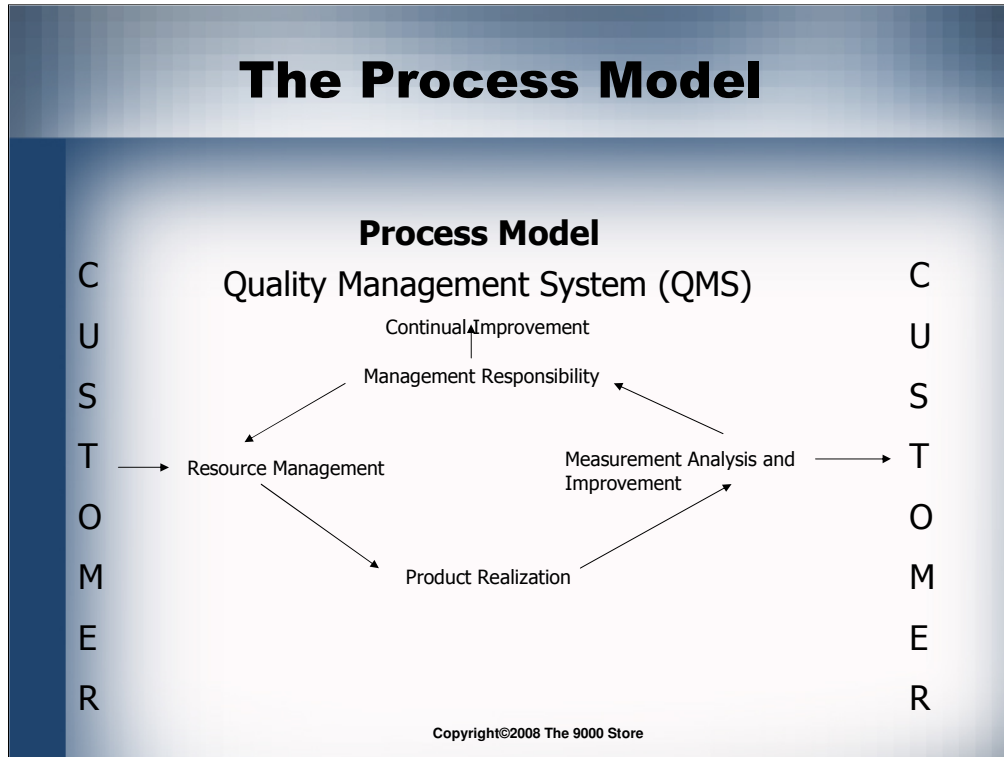 The Process Model
Process Model
Quality Management System (QMS)
Continual Improvement
Management Responsibility
Resource Management
Measurement Analysis and
Improvement
Product Realization
C
U
S
T
O
M
E
R
C
U
S
T
O
M
E
R
Copyright©2008 The 9000 Store